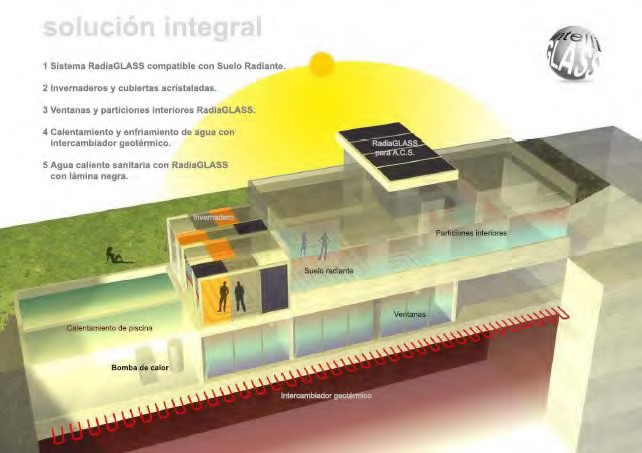 solución integral
intelli
GLASS
1 Sistema RadiaGLASS compatible con Suelo Radiante.
2 Invernaderos y cubiertas acristaladas.
3 Ventanas y particiones interiores RadiaGLASS.
4 Calentamiento y enfriamiento de agua con
intercambiador geotérmico.
5 Agua caliente sanitaria con RadiaGLASS
con lámina negra.
RadiaGLASS
para A.C.S.
Invernadero
Particiones interiores
Suelo radiante
Ventanas
Calentamiento de piscina
Bomba de calor
Intercambiador geotérmico